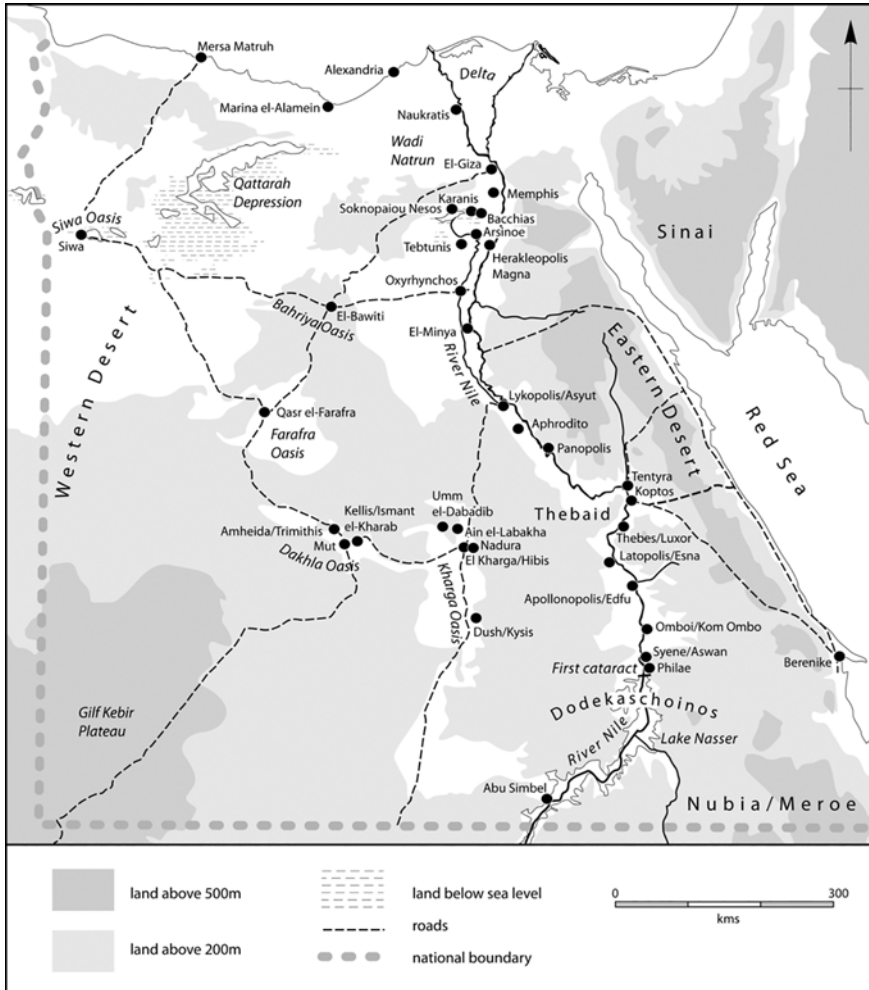 Mersa Matruh
Alexandria
Delta
Marina el-Alamein
Naukratis
Wadi
Natrun
El-Giza
Qattarah
Depression
Karanis
Memphis
Soknopaiou Nesos
Bacchias
Siwa Oasis
Arsinoe
Sinai
Siwa
Tebtunis
Herakleopolis
Magna
Oxyrhynchos
El-Bawiti
Bahriya Oasis
El-Minya
Eastern Desert
River Nile
Western Desert
Red Sea
Lykopolis/Asyut
Qasr el-Farafra
Aphrodito
Farafra
Oasis
Panopolis
Tentyra
Koptos
Umm
el-Dabadib
Kellis/Ismant
el-Kharab
Thebaid
Amheida/Trimithis
Ain el-Labakha
Thebes/Luxor
Mut
Nadura
Dakhla Oasis
El Kharga/Hibis
Latopolis/Esna
Kharga Oasis
Apollonopolis/Edfu
Dush/Kysis
Omboi/Kom Ombo
Syene/Aswan
Berenike
First cataract
Philae
Gilf Kebir
Plateau
Dodekaschoinos
River Nile
Lake Nasser
Abu Simbel
Nubia/Meroe
land above 500m
land below sea level
0 300
kms
roads
land above 200m
national boundary